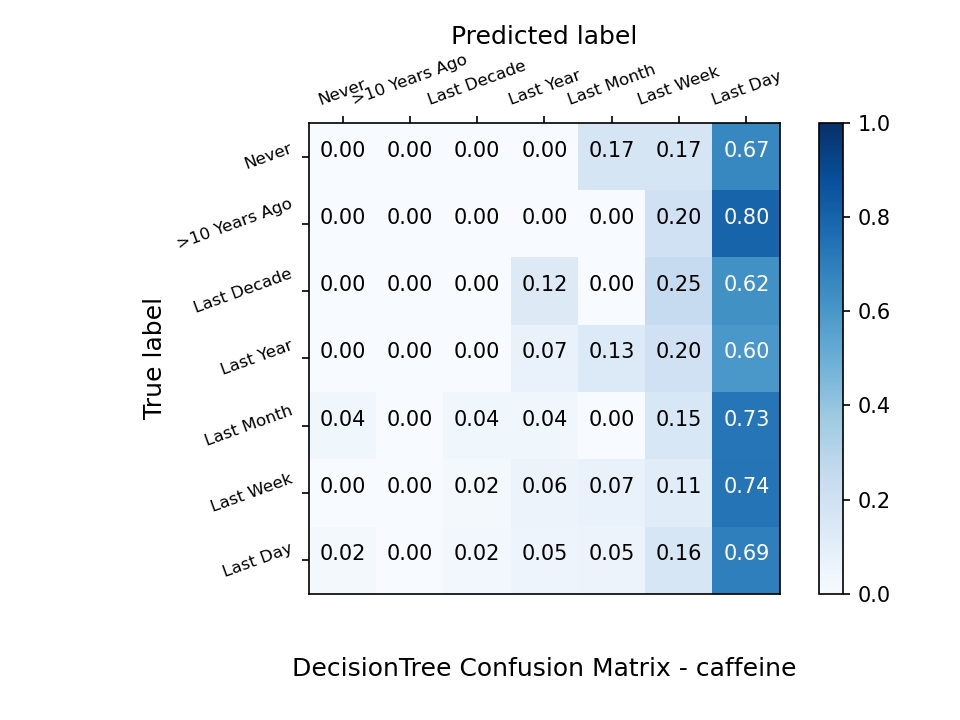 Predicted label
Never >10 Years Ago Last Decade Last Year Last Month Last Week Last Day
True label
Never 0.00 0.00 0.00 0.00 0.17 0.17 0.67
>10 Years Ago 0.00 0.00 0.00 0.00 0.00 0.20 0.80
Last Decade 0.00 0.00 0.00 0.12 0.00 0.25 0.62
Last Year 0.00 0.00 0.00 0.07 0.13 0.20 0.60
Last Month 0.04 0.00 0.04 0.04 0.00 0.15 0.73
Last Week 0.00 0.00 0.02 0.06 0.07 0.11 0.74
Last Day 0.02 0.00 0.02 0.05 0.05 0.16 0.69
1.0
0.8
0.6
0.4
0.2
0.0
DecisionTree Confusion Matrix - caffeine